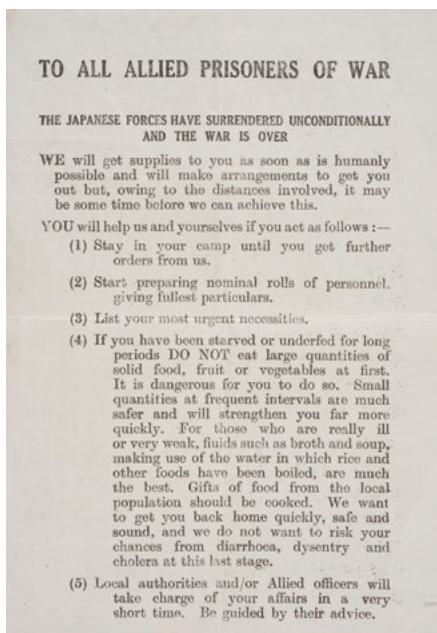 TO ALL ALLIED PRISONERS OF WAR
THE JAPANESE FORCES HAVE SURRENDERED UNCONDITIONALLY
AND THE WAR IS OVER
WE will get supplies to you as soon as is humanly
possible and will make arrangements to get you
out but, owing to the distances involved, it may
be some time before we can achieve this.
YOU will help us and yourselves if you act as follows :—
(1) Stay in your camp until you get further
orders from us.
(2) Start preparing nominal rolls of personnel,
giving fullest particulars.
(3) List your most urgent necessities.
(4) If you have been starved or underfed for long
periods DO NOT eat large quantities of
solid food, fruit or vegetables at first.
It is dangerous for you to do so. Small
quantities at frequent intervals are much
safer and will strengthen you far more
quickly. For those who are really ill
or very weak, fluids such as broth and soup,
making use of the water in which rice and
other foods have been boiled, are much
the best. Gifts of food from the local
population should be cooked. We want
to get you back home quickly, safe and
sound, and we do not want to risk your
chances from diarrhoea, dysentry and
cholera at this last stage.
(5) Local authorities and/or Allied officers will
take charge of your affairs in a very
short time. Be guided by their advice.